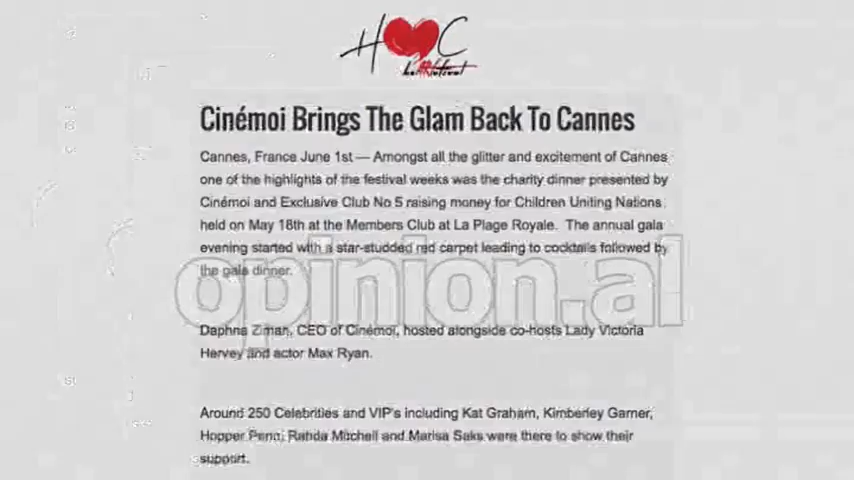 H C
Cinémoi Brings The Glam Back To Cannes
Cannes, France June 1st — Amongst all the glitter and excitement of Cannes
one of the highlights of the festival weeks was the charity dinner presented by
Cinémoi and Exclusive Club No 5 raising money for Children Uniting Nations
held on May 18th at the Members Club at La Plage Royale. The annual gala
evening started with a star-studded red carpet leading to cocktails followed by
the gala dinner.
opinion.al
Daphna Ziman, CEO of Cinémoi, hosted alongside co-hosts Lady Victoria
Hervey and actor Max Ryan.
Around 250 Celebrities and VIP's including Kat Graham, Kimberley Garner,
Hopper Penn, Rahda Mitchell and Marisa Saks were there to show their
support.